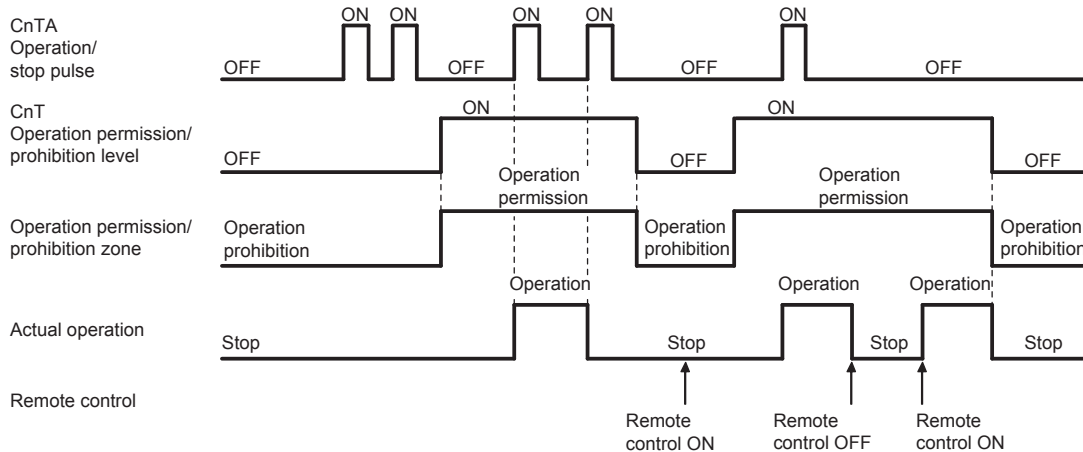 CnTA
Operation/
stop pulse
ON ON ON ON ON
OFF OFF OFF OFF
CnT
Operation permission/
prohibition level
ON ON
OFF OFF OFF
Operation
permission
Operation
permission
Operation permission/
prohibition zone
Operation
prohibition
Operation
prohibition
Operation
prohibition
Actual operation
Operation Operation Operation
Stop Stop Stop Stop
Remote control
Remote
control ON
Remote
control OFF
Remote
control ON